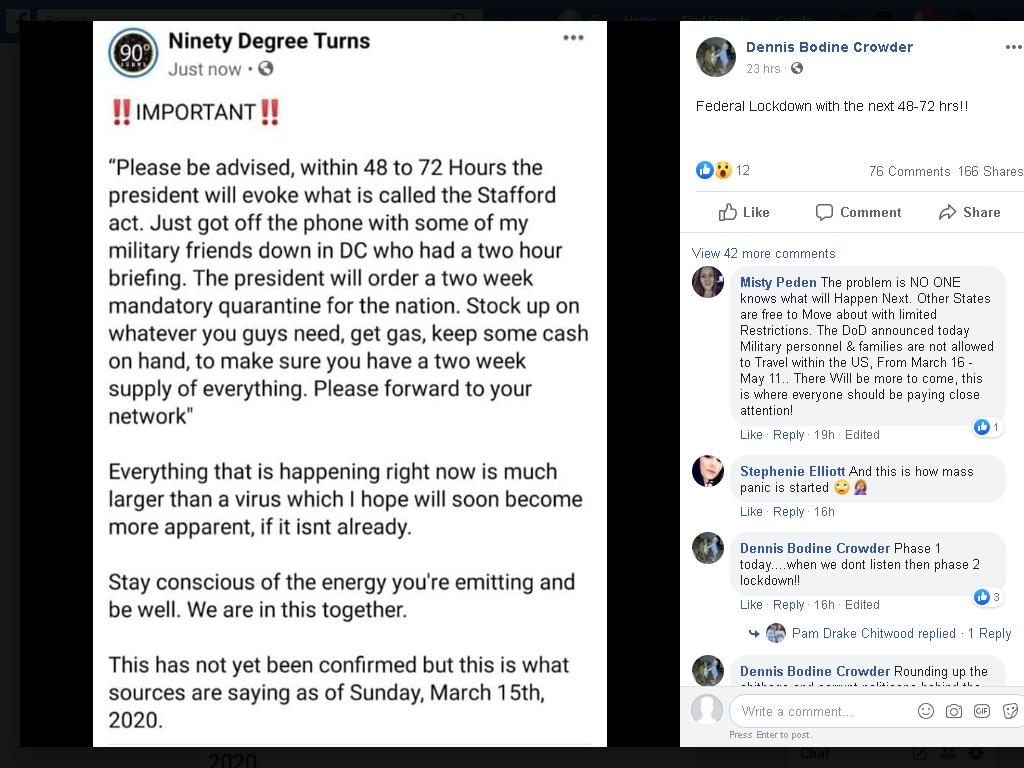 Ninety Degree Turns
90°
Just now
‼IMPORTANT‼
“Please be advised, within 48 to 72 Hours the
president will evoke what is called the Stafford
act. Just got off the phone with some of my
military friends down in DC who had a two hour
briefing. The president will order a two week
mandatory quarantine for the nation. Stock up on
whatever you guys need, get gas, keep some cash
on hand, to make sure you have a two week
supply of everything. Please forward to your
network"
Everything that is happening right now is much
larger than a virus which I hope will soon become
more apparent, if it isnt already.
Stay conscious of the energy you're emitting and
be well. We are in this together.
This has not yet been confirmed but this is what
sources are saying as of Sunday, March 15th,
2020.
Dennis Bodine Crowder
23 hrs ·
Federal Lockdown with the next 48-72 hrs!!
12
76 Comments 166 Shares
Like Comment Share
View 42 more comments
Misty Peden The problem is NO ONE
knows what will Happen Next. Other States
are free to Move about with limited
Restrictions. The DoD announced today
Military personnel & families are not allowed
to Travel within the US, From March 16 -
May 11.. There Will be more to come, this
is where everyone should be paying close
attention!
1
Like · Reply · 19h · Edited
Stephenie Elliott And this is how mass
panic is started 🙄 🤦
Like · Reply · 16h
Dennis Bodine Crowder Phase 1
today....when we dont listen then phase 2
lockdown!!
3
Like · Reply · 16h · Edited
Pam Drake Chitwood replied · 1 Reply
Dennis Bodine Crowder Rounding up the
Write a comment...
GIF
Press Enter to post.
Search
Home Find Friends Create
2020
Chat